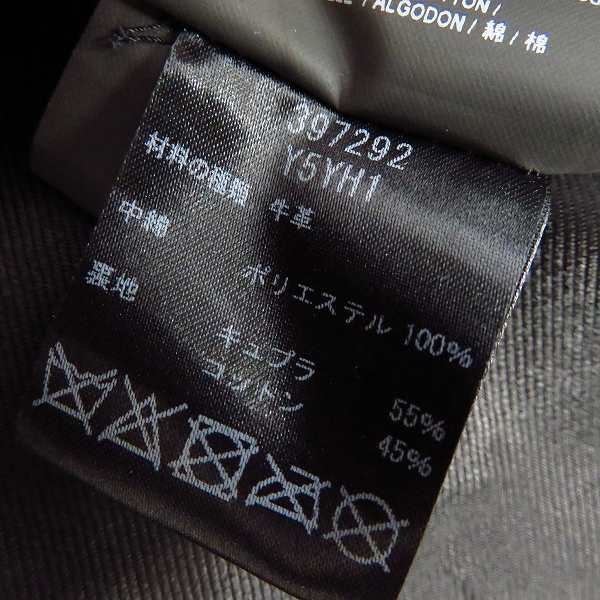 /ALGODON/綿/棉
397292
Y5YH1
材料の種類 牛革
中綿 ポリエステル 100%
裏地 キュプラ 55%
コットン 45%